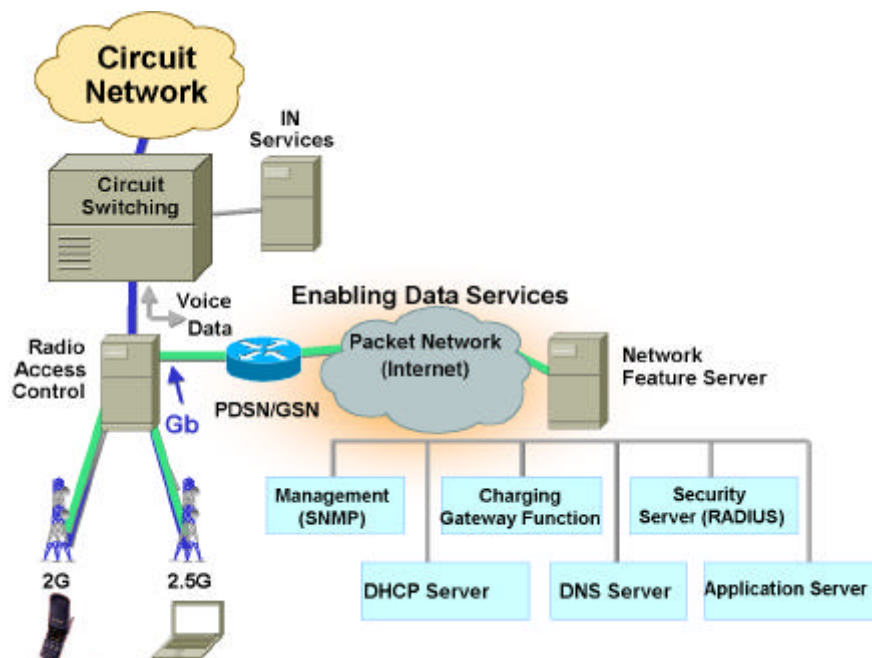 Circuit
Network
IN
Services
Circuit
Switching
Enabling Data Services
Voice
Data
Radio
Access
Control
Packet Network
(Internet)
Network
Feature Server
PDSN/GSN
Gb
Management
(SNMP)
Charging
Gateway Function
Security
Server (RADIUS)
2G
2.5G
DHCP Server
DNS Server
Application Server